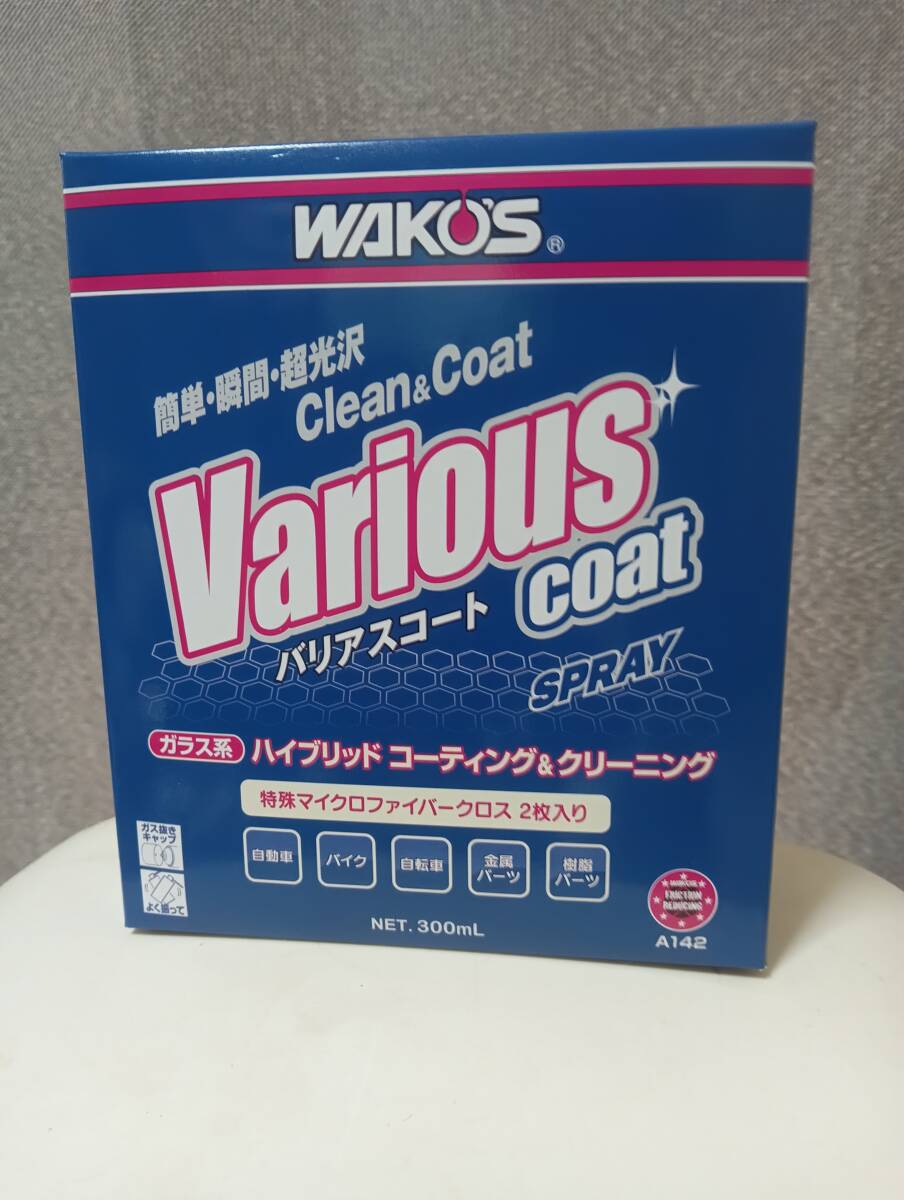 WAKO'S®
簡単・瞬間・超光沢
Clean&Coat
Various
coat
バリアスコート
SPRAY
ガラス系 ハイブリッド コーティング&クリーニング
特殊マイクロファイバークロス 2枚入り
ガス抜き
キャップ
よく振って
自動車
バイク
自転車
金属
パーツ
樹脂
パーツ
WAKO'S
FRICTION
REDUCING
NET. 300mL
A142